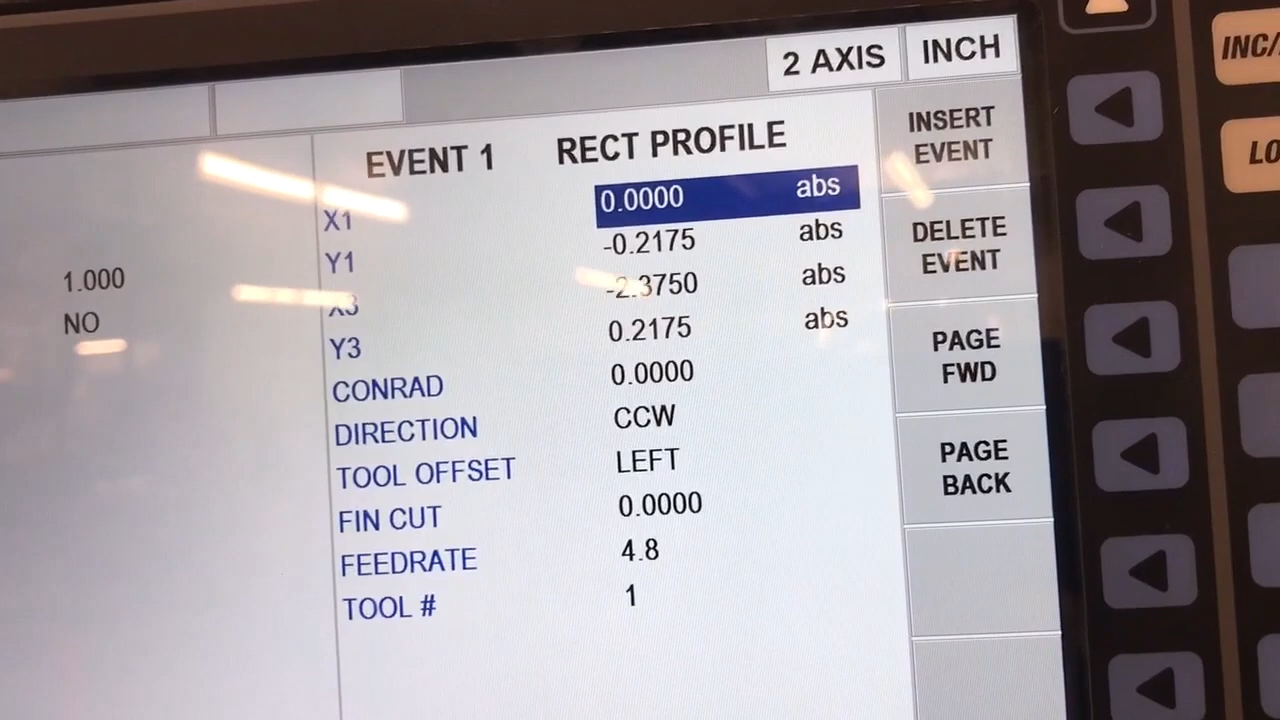 2 AXIS INCH
INC/
LO
EVENT 1 RECT PROFILE
X1 0.0000 abs
Y1 -0.2175 abs
X3 -2.3750 abs
Y3 0.2175 abs
CONRAD 0.0000
DIRECTION CCW
TOOL OFFSET LEFT
FIN CUT 0.0000
FEEDRATE 4.8
TOOL # 1
1.000
NO
INSERT
EVENT
DELETE
EVENT
PAGE
FWD
PAGE
BACK